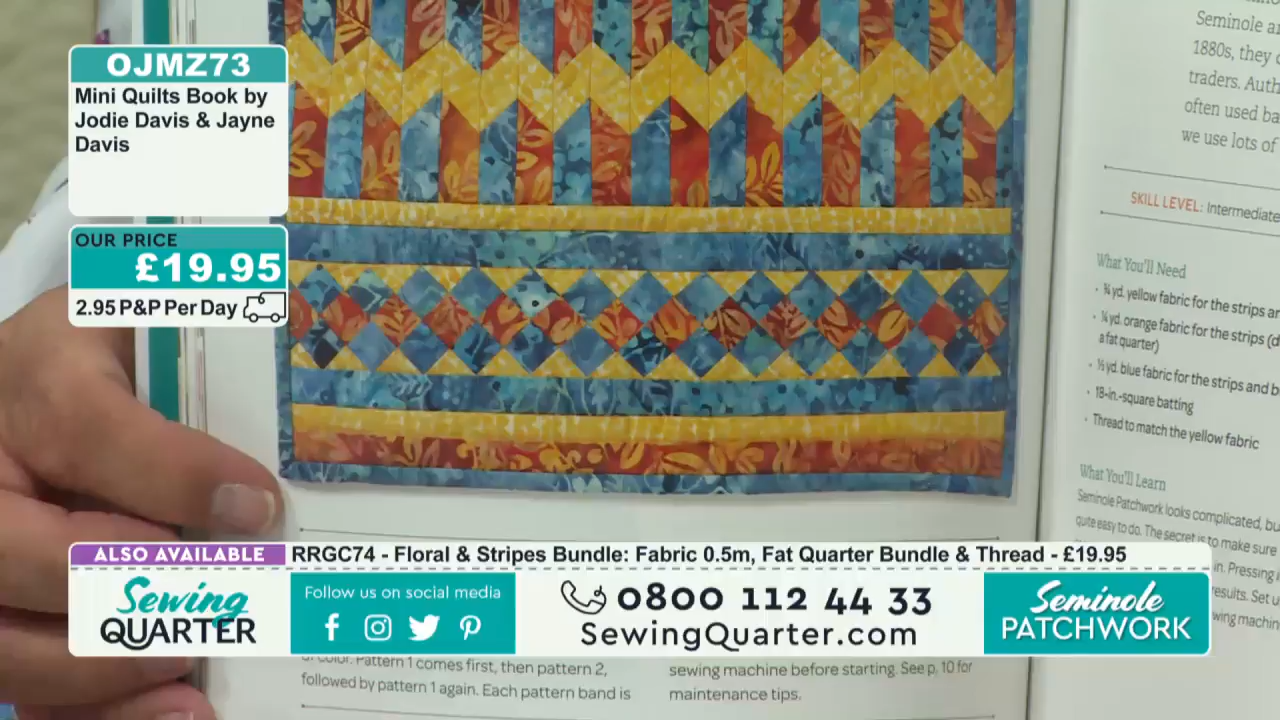 OJMZ73
Mini Quilts Book by
Jodie Davis & Jayne
Davis
OUR PRICE
£19.95
2.95 P&P Per Day
Seminole
1880s, they
traders.
often used
we use lots of
SKILL LEVEL: Intermediate
What You'll Need
• ¾ yd. yellow fabric for the strips
• ¼ yd. orange fabric for the strips
a fat quarter)
• ½ yd. blue fabric for the strips and
• 18-in.-square batting
• Thread to match the yellow fabric
What You'll Learn
Seminole Patchwork looks complicated,
quite easy to do. The secret is to make sure
in. Pressing
results. Set
ALSO AVAILABLE
RRGC74 - Floral & Stripes Bundle: Fabric 0.5m, Fat Quarter Bundle & Thread - £19.95
Sewing
QUARTER
Follow us on social media
0800 112 44 33
SewingQuarter.com
Seminole
PATCHWORK
of color. Pattern 1 comes first, then pattern 2,
followed by pattern 1 again. Each pattern band is
sewing machine before starting. See p. 10 for
maintenance tips.